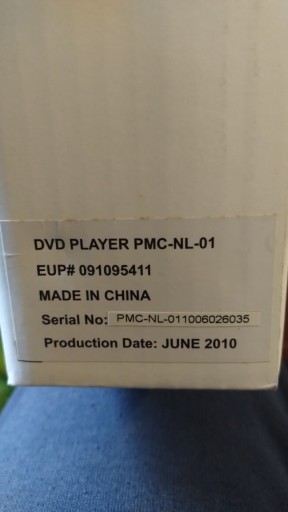 DVD PLAYER PMC-NL-01
EUP# 091095411
MADE IN CHINA
Serial No: PMC-NL-011006026035
Production Date: JUNE 2010